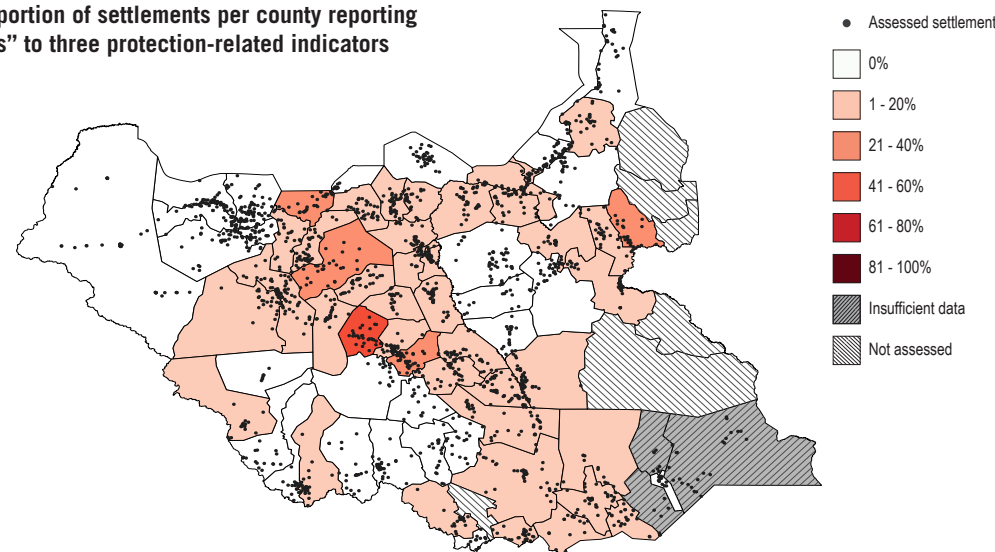 portion of settlements per county reporting
s” to three protection-related indicators
Assessed settlement
0%
1 - 20%
21 - 40%
41 - 60%
61 - 80%
81 - 100%
Insufficient data
Not assessed